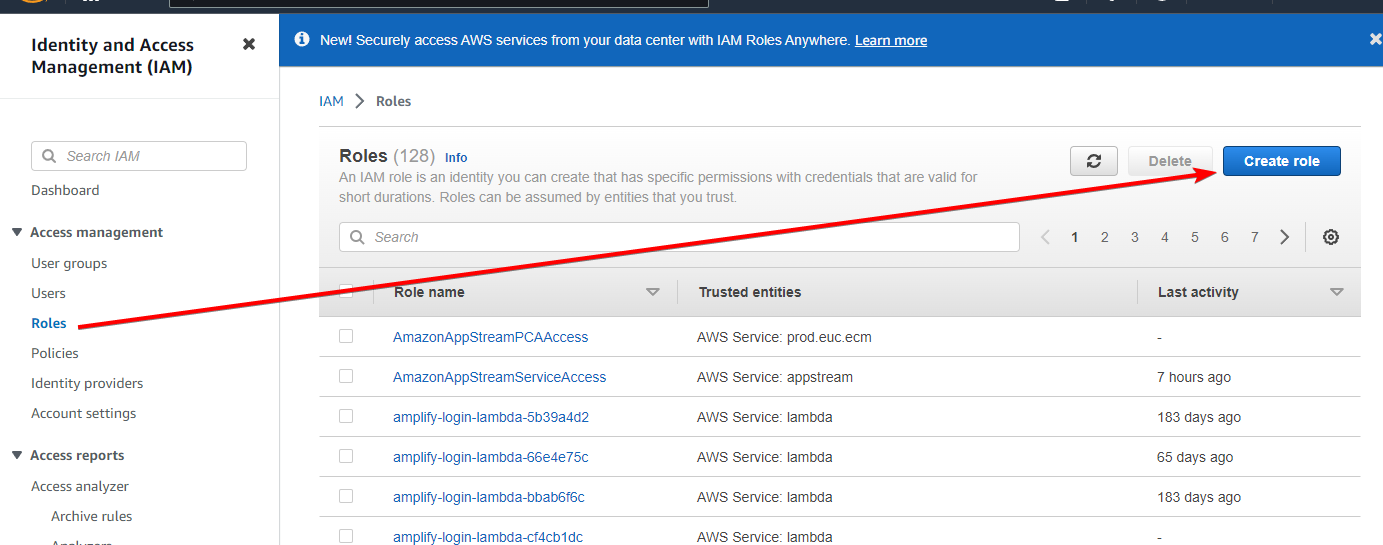 New! Securely access AWS services from your data center with IAM Roles Anywhere. Learn more
Identity and Access
Management (IAM)
Search IAM
Dashboard
Access management
User groups
Users
Roles
Policies
Identity providers
Account settings
Access reports
Access analyzer
Archive rules
Analyzers
IAM > Roles
Roles (128) Info
Delete
Create role
An IAM role is an identity you can create that has specific permissions with credentials that are valid for
short durations. Roles can be assumed by entities that you trust.
Search
1 2 3 4 5 6 7
Role name Trusted entities Last activity
AmazonAppStreamPCAAccess AWS Service: prod.euc.ecm -
AmazonAppStreamServiceAccess AWS Service: appstream 7 hours ago
amplify-login-lambda-5b39a4d2 AWS Service: lambda 183 days ago
amplify-login-lambda-66e4e75c AWS Service: lambda 65 days ago
amplify-login-lambda-bbab6f6c AWS Service: lambda 183 days ago
amplify-login-lambda-cf4cb1dc AWS Service: lambda -